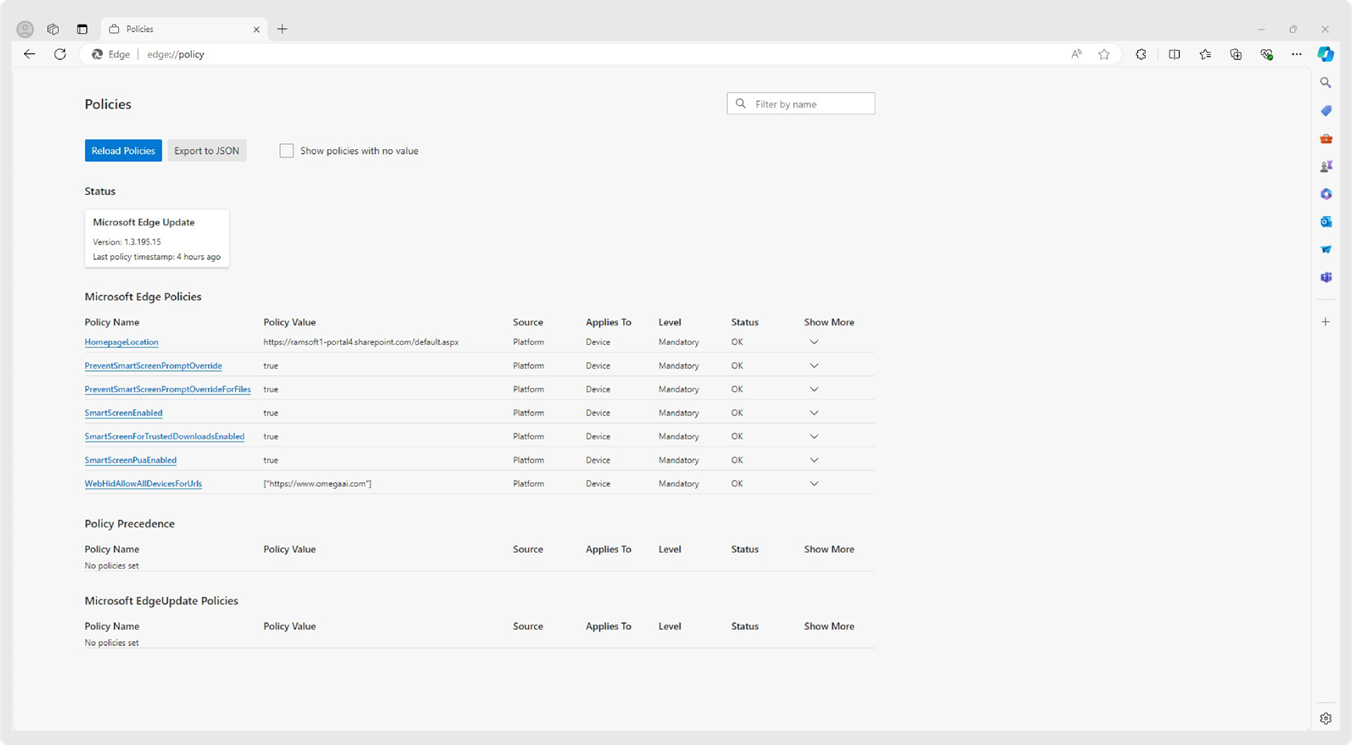 Policies
Edge edge://policy
Policies
Filter by name
Reload Policies Export to JSON Show policies with no value
Status
Microsoft Edge Update
Version: 1.3.195.15
Last policy timestamp: 4 hours ago
Microsoft Edge Policies
Policy Name Policy Value Source Applies To Level Status Show More
HomepageLocation https://ramsoft1-portal4.sharepoint.com/default.aspx Platform Device Mandatory OK
PreventSmartScreenPromptOverride true Platform Device Mandatory OK
PreventSmartScreenPromptOverrideForFiles true Platform Device Mandatory OK
SmartScreenEnabled true Platform Device Mandatory OK
SmartScreenForTrustedDownloadsEnabled true Platform Device Mandatory OK
SmartScreenPuaEnabled true Platform Device Mandatory OK
WebHidAllowAllDevicesForUrls ["https://www.omegaai.com"] Platform Device Mandatory OK
Policy Precedence
Policy Name Policy Value Source Applies To Level Status Show More
No policies set
Microsoft EdgeUpdate Policies
Policy Name Policy Value Source Applies To Level Status Show More
No policies set